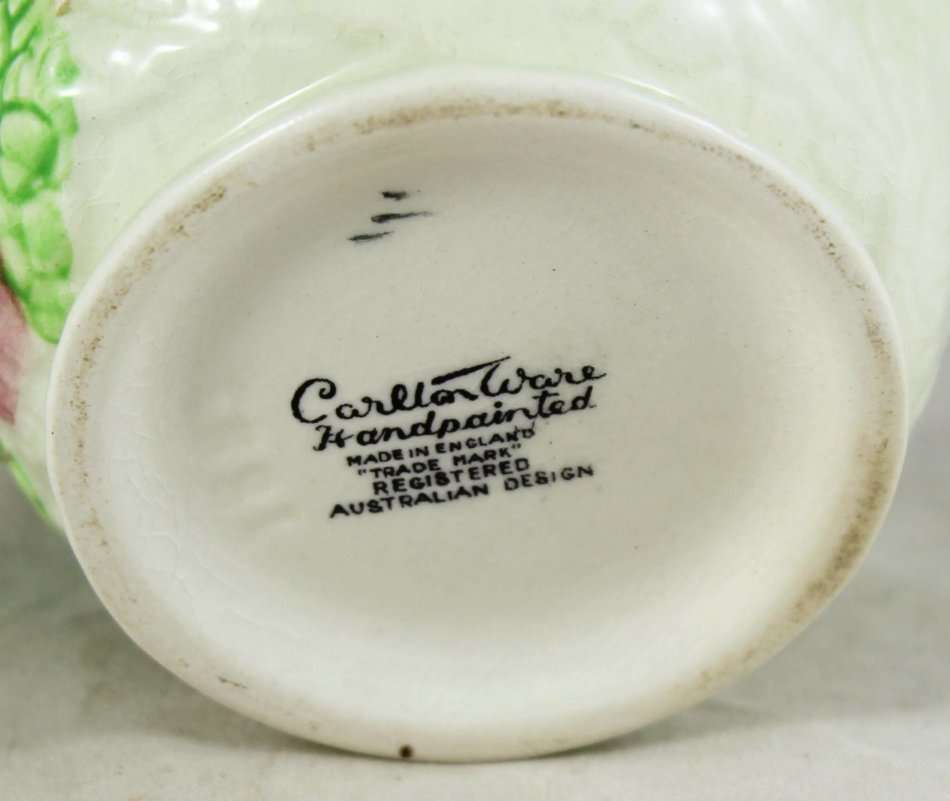 Carlton Ware
Handpainted
MADE IN ENGLAND
"TRADE MARK"
REGISTERED
AUSTRALIAN DESIGN